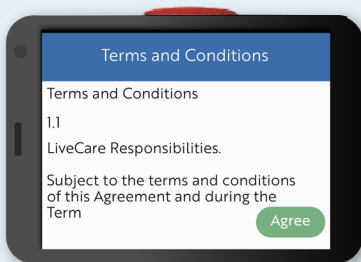 Terms and Conditions
Terms and Conditions
1.1
LiveCare Responsibilities.
Subject to the terms and conditions
of this Agreement and during the
Term
Agree